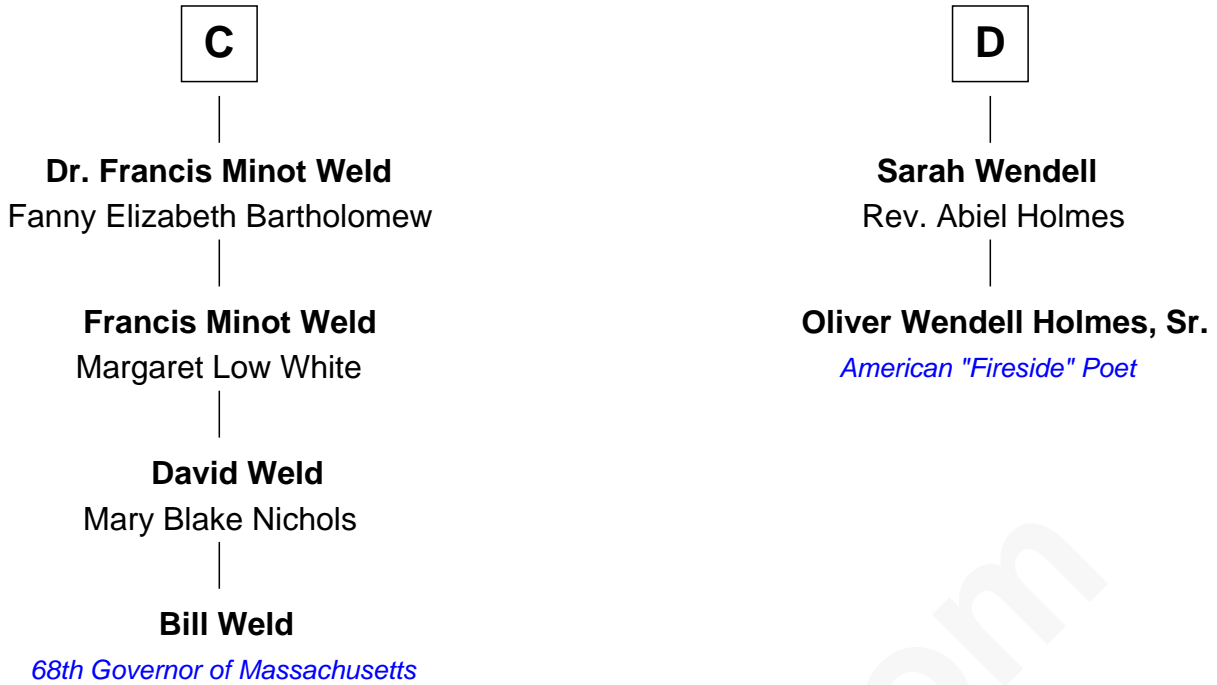 C
Dr. Francis Minot Weld
Fanny Elizabeth Bartholomew
Francis Minot Weld
Margaret Low White
David Weld
Mary Blake Nichols
Bill Weld
68th Governor of Massachusetts
D
Sarah Wendell
Rev. Abiel Holmes
Oliver Wendell Holmes, Sr.
American "Fireside" Poet
om